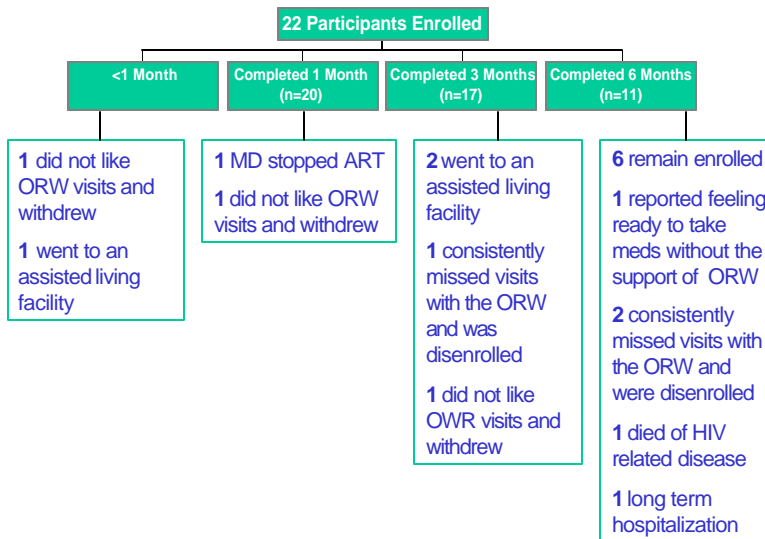 22 Participants Enrolled
<1 Month
Completed 1 Month
(n=20)
Completed 3 Months
(n=17)
Completed 6 Months
(n=11)
1 did not like
ORW visits and
withdrew
1 went to an
assisted living
facility
1 MD stopped ART
1 did not like ORW
visits and withdrew
2 went to an
assisted living
facility
1 consistently
missed visits
with the ORW
and was
disenrolled
1 did not like
OWR visits and
withdrew
6 remain enrolled
1 reported feeling
ready to take
meds without the
support of ORW
2 consistently
missed visits with
the ORW and
were disenrolled
1 died of HIV
related disease
1 long term
hospitalization